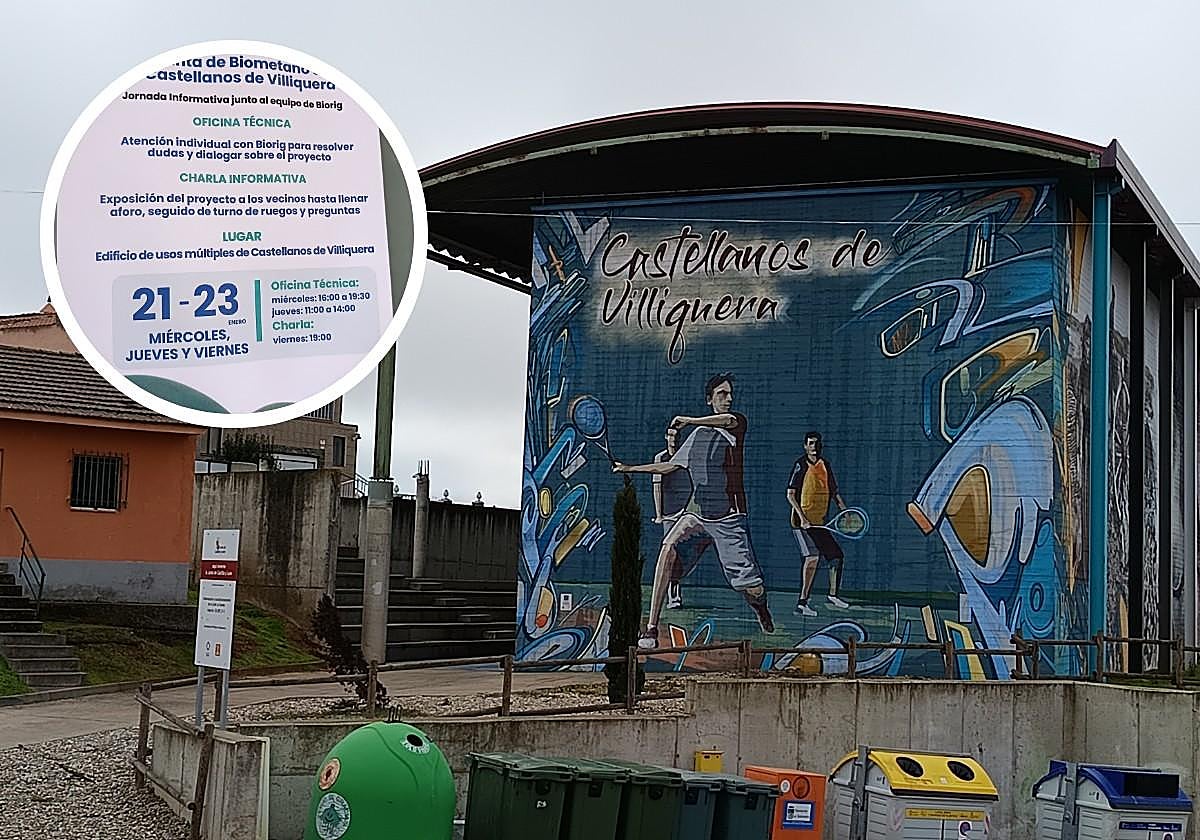 de Biometano
Castellanos de Villiquera
Jornada Informativa junto al equipo de Biorig
OFICINA TÉCNICA
Atención individual con Biorig para resolver
dudas y dialogar sobre el proyecto
CHARLA INFORMATIVA
Exposición del proyecto a los vecinos hasta llenar
aforo, seguido de turno de ruegos y preguntas
LUGAR
Edificio de usos múltiples de Castellanos de Villiquera
21 - 23
ENERO
MIÉRCOLES,
JUEVES Y VIERNES
Oficina Técnica:
miércoles: 16:00 a 19:30
jueves: 11:00 a 14:00
Charla:
viernes: 19:00
Castellanos de
Villiquera